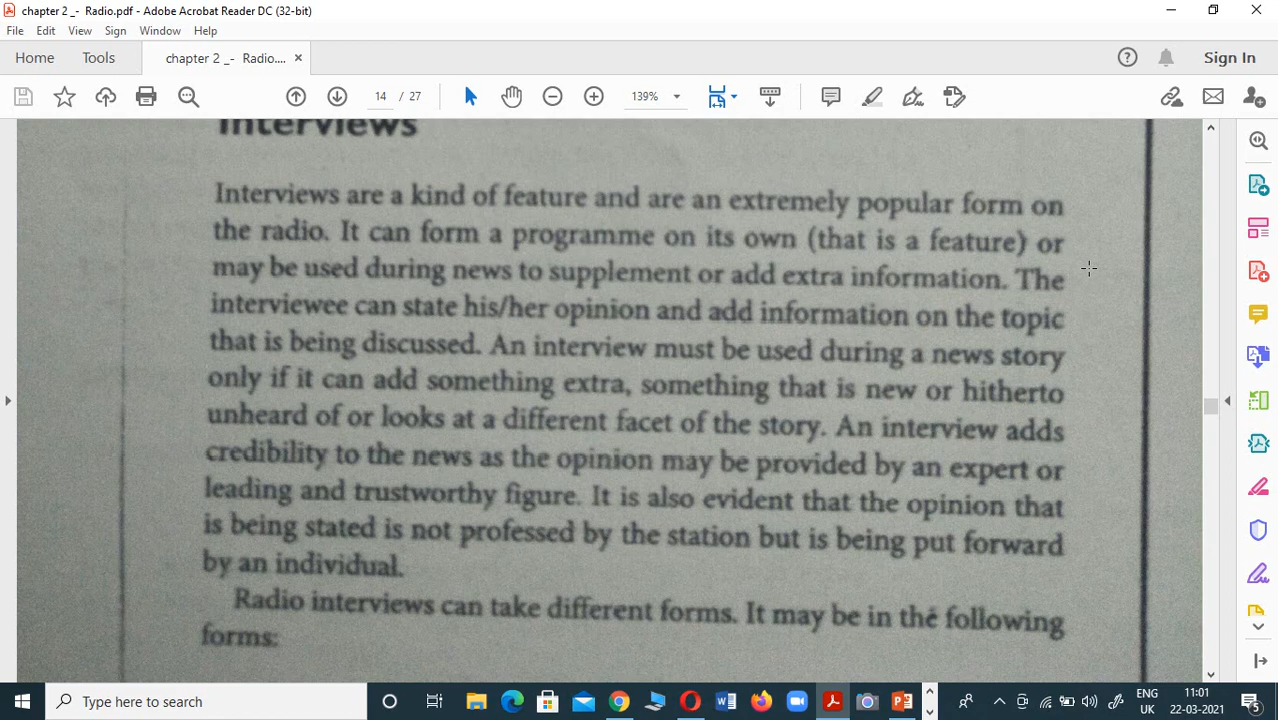 chapter 2 _- Radio.pdf - Adobe Acrobat Reader DC (32-bit)
File Edit View Sign Window Help
Home Tools chapter 2 _- Radio.... × Sign In
14 / 27 139%
Interviews
Interviews are a kind of feature and are an extremely popular form on
the radio. It can form a programme on its own (that is a feature) or
may be used during news to supplement or add extra information. The
interviewee can state his/her opinion and add information on the topic
that is being discussed. An interview must be used during a news story
only if it can add something extra, something that is new or hitherto
unheard of or looks at a different facet of the story. An interview adds
credibility to the news as the opinion may be provided by an expert or
leading and trustworthy figure. It is also evident that the opinion that
is being stated is not professed by the station but is being put forward
by an individual.
Radio interviews can take different forms. It may be in the following
forms:
Type here to search
ENG 11:01
UK 22-03-2021 5